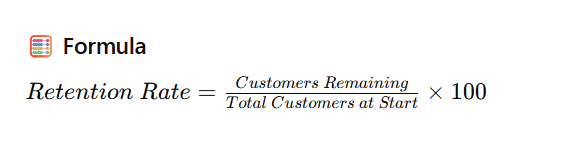 Formula
Retention Rate = Customers Remaining / Total Customers at Start × 100